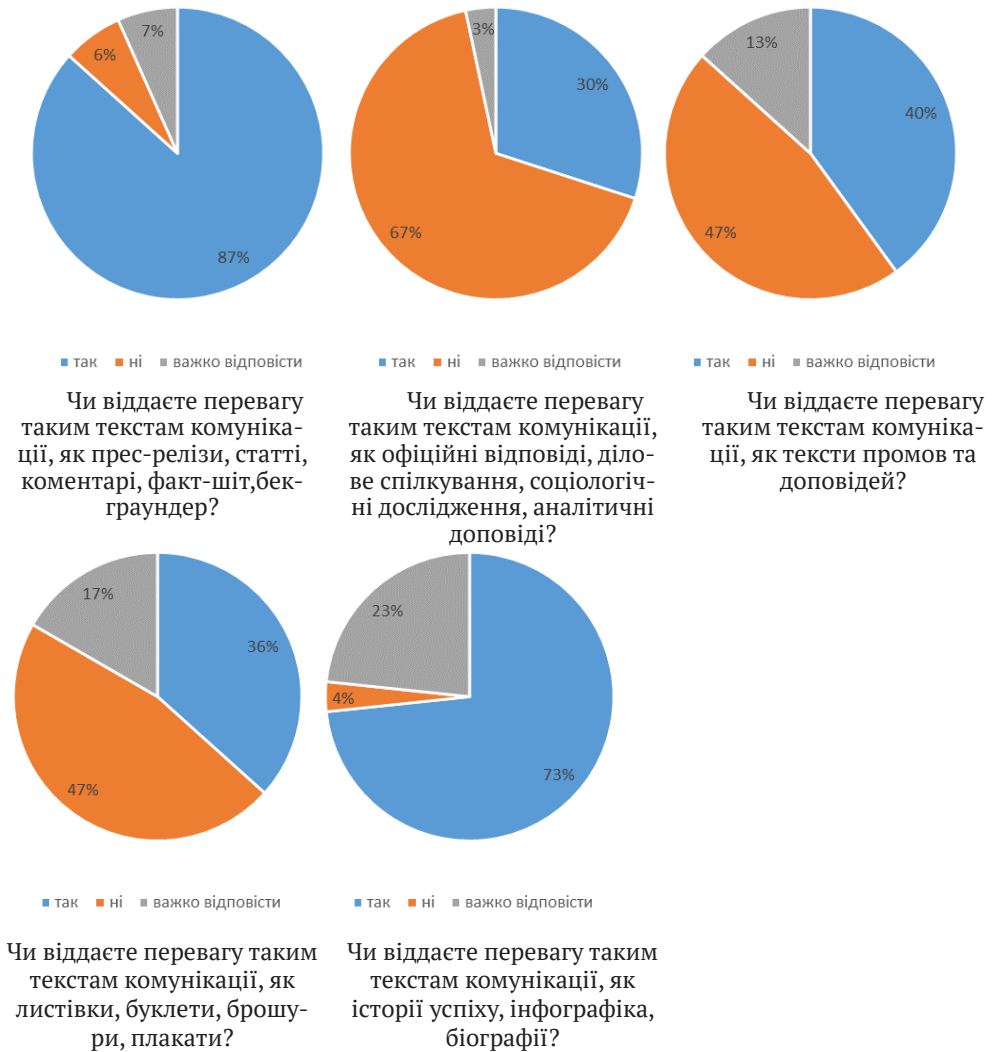 7%
6%
87%
3%
30%
67%
13%
40%
47%
так ні важко відповісти
так ні важко відповісти
так ні важко відповісти
Чи віддаєте перевагу
таким текстам комуніка-
ції, як прес-релізи, статті,
коментарі, факт-шіт,бек-
граундер?
Чи віддаєте перевагу
таким текстам комунікації,
як офіційні відповіді, діло-
ве спілкування, соціологіч-
ні дослідження, аналітичні
доповіді?
Чи віддаєте перевагу
таким текстам комуніка-
ції, як тексти промов та
доповідей?
17%
36%
47%
23%
4%
73%
так ні важко відповісти
так ні важко відповісти
Чи віддаєте перевагу таким
текстам комунікації, як
листівки, буклети, брошу-
ри, плакати?
Чи віддаєте перевагу таким
текстам комунікації, як
історії успіху, інфографіка,
біографії?